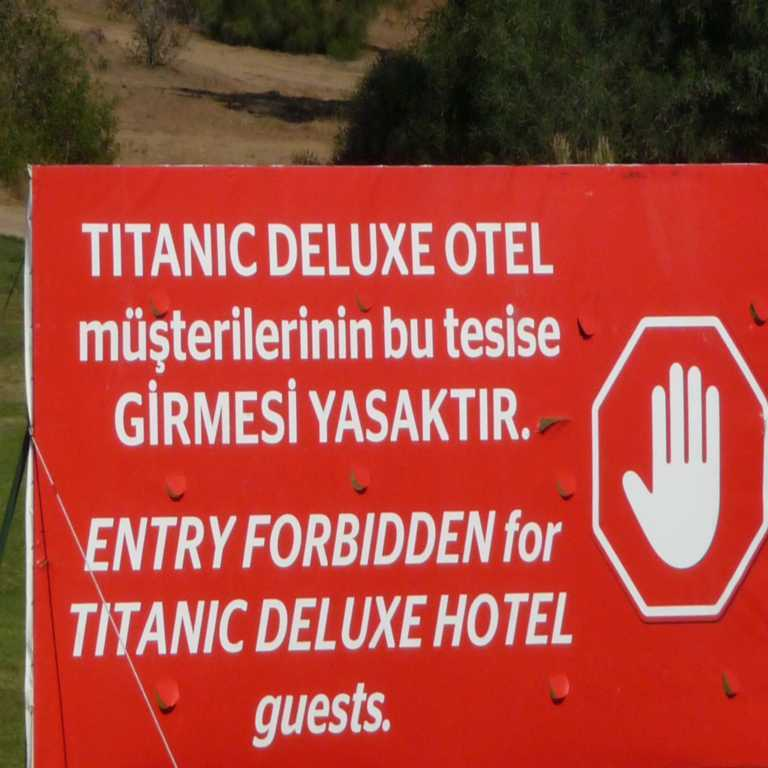 TITANIC DELUXE OTEL
müşterilerinin bu tesise
GİRMESİ YASAKTIR.
ENTRY FORBIDDEN for
TITANIC DELUXE HOTEL
guests.